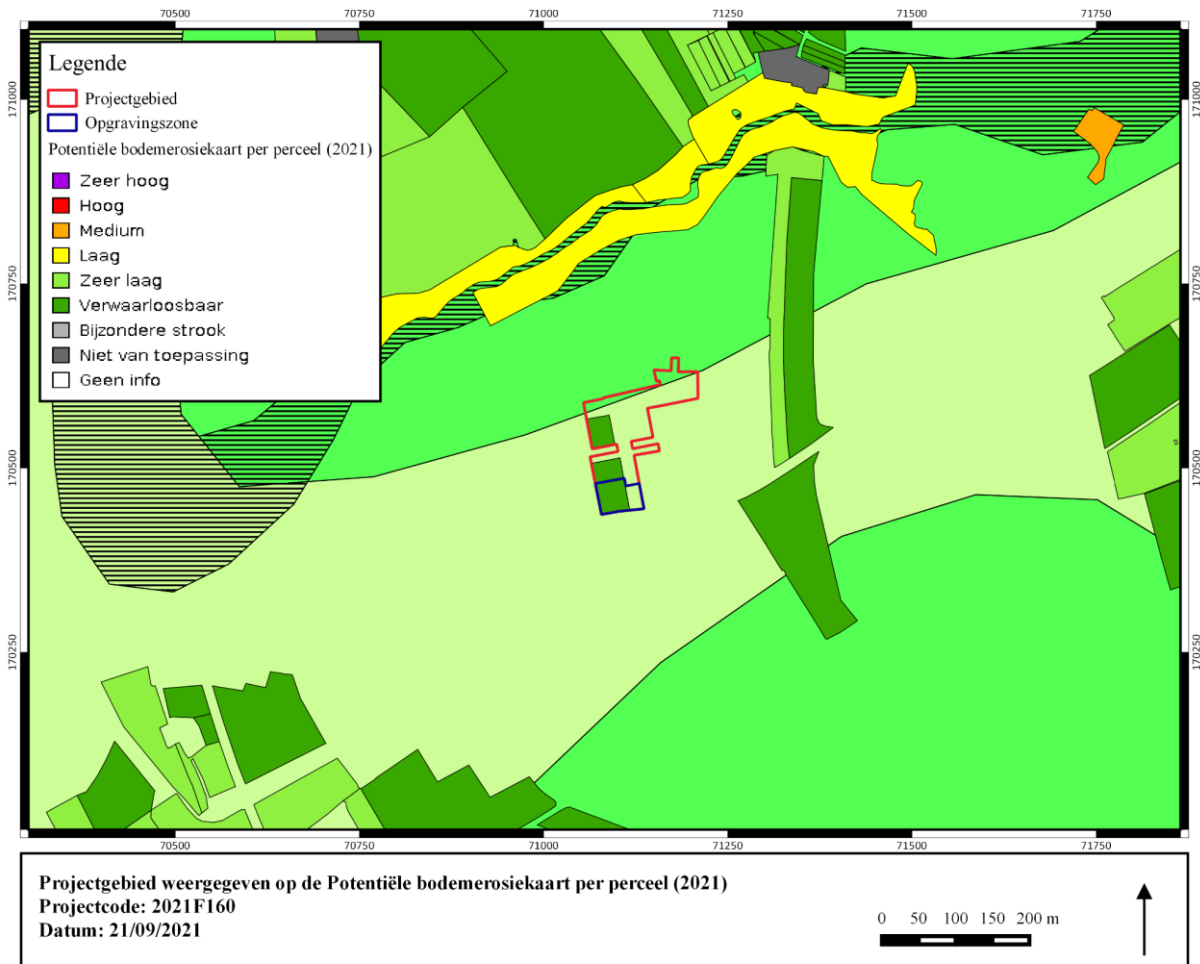 70500 70750 71000 71250 71500 71750
Legende
Projectgebied
Opgravingszone
Potentiële bodemerosiekaart per perceel (2021)
Zeer hoog
Hoog
Medium
Laag
Zeer laag
Verwaarloosbaar
Bijzondere strook
Niet van toepassing
Geen info
171000 171000
170750 170750
170500 170500
170250 170250
70500 70750 71000 71250 71500 71750
Projectgebied weergegeven op de Potentiële bodemerosiekaart per perceel (2021)
Projectcode: 2021F160
Datum: 21/09/2021
0 50 100 150 200 m